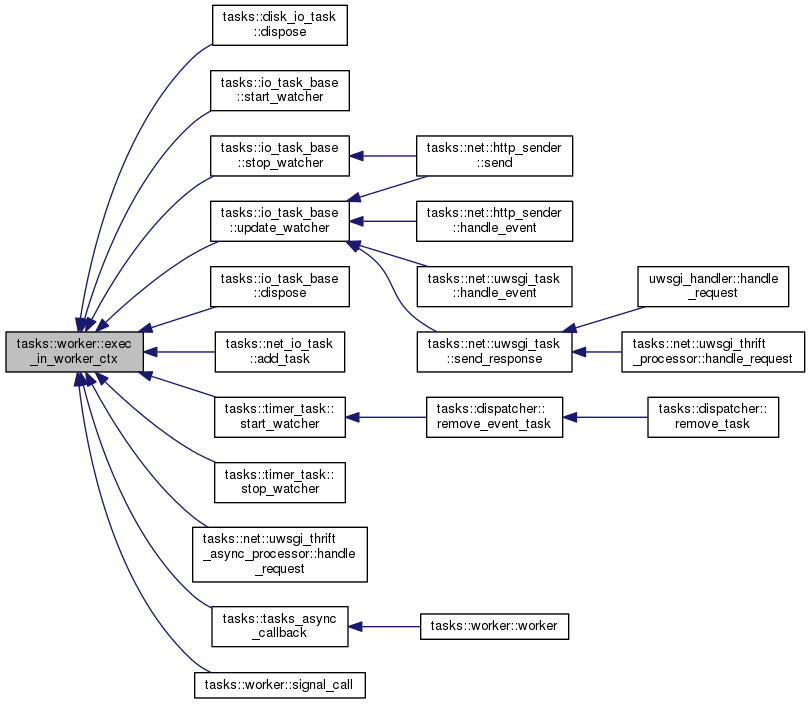 tasks::disk_io_task
::dispose
tasks::io_task_base
::start_watcher
tasks::io_task_base
::stop_watcher
tasks::net::http_sender
::send
tasks::io_task_base
::update_watcher
tasks::net::http_sender
::handle_event
tasks::io_task_base
::dispose
tasks::net::uwsgi_task
::handle_event
uwsgi_handler::handle
_request
tasks::worker::exec
_in_worker_ctx
tasks::net_io_task
::add_task
tasks::net::uwsgi_task
::send_response
tasks::net::uwsgi_thrift
_processor::handle_request
tasks::timer_task::
start_watcher
tasks::dispatcher::
remove_event_task
tasks::dispatcher::
remove_task
tasks::timer_task::
stop_watcher
tasks::net::uwsgi_thrift
_async_processor::handle
_request
tasks::tasks_async
_callback
tasks::worker::worker
tasks::worker::signal_call